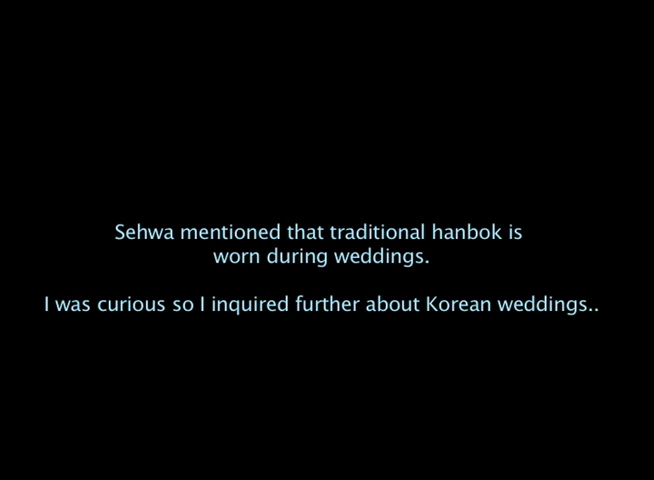 Sehwa mentioned that traditional hanbok is
worn during weddings.
I was curious so I inquired further about Korean weddings..